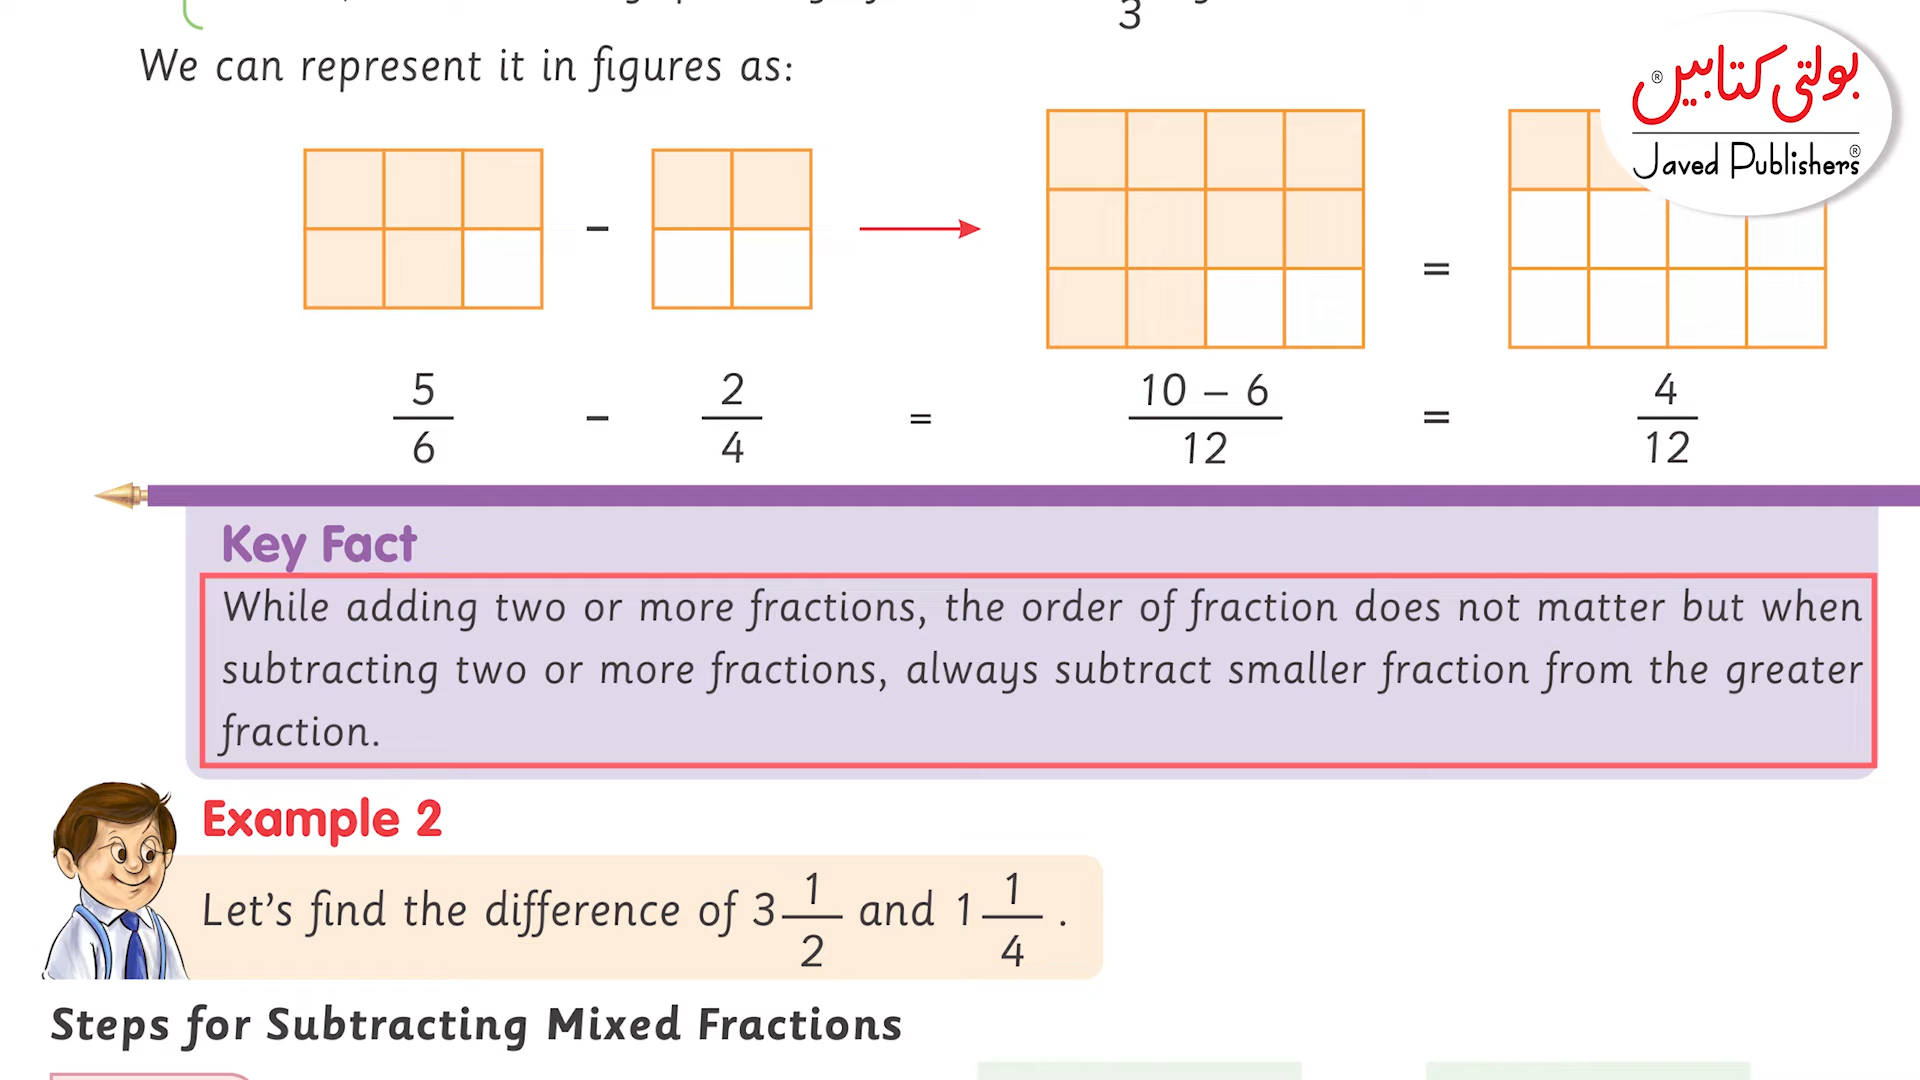 3
We can represent it in figures as:
بولتی کتابیں ®
Javed Publishers®
- =
5/6 - 2/4 = 10 – 6/12 = 4/12
Key Fact
While adding two or more fractions, the order of fraction does not matter but when
subtracting two or more fractions, always subtract smaller fraction from the greater
fraction.
Example 2
Let's find the difference of 3 1/2 and 1 1/4 .
Steps for Subtracting Mixed Fractions